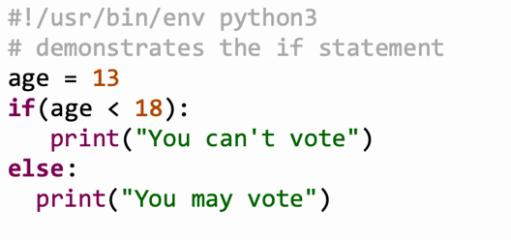 #!/usr/bin/env python3
# demonstrates the if statement
age = 13
if(age < 18):
   print("You can't vote")
else:
  print("You may vote")